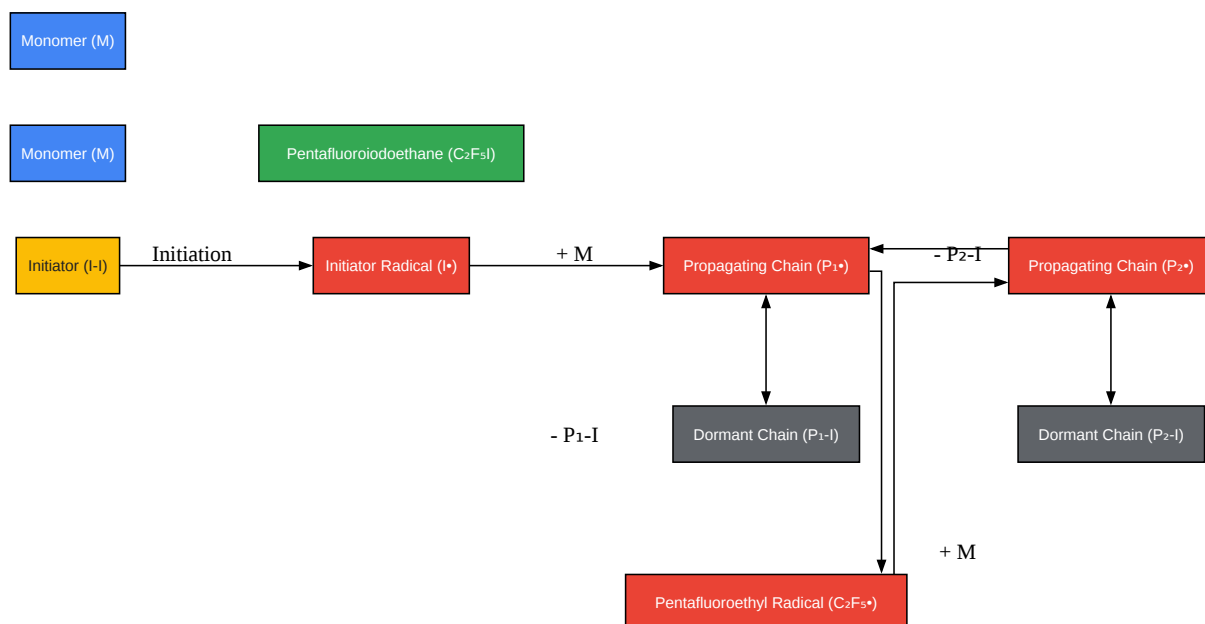 Monomer (M)
Monomer (M)
Pentafluoroiodoethane (C₂F₅I)
Initiator (I-I)
Initiation
Initiator Radical (I•)
+ M
Propagating Chain (P₁•)
- P₂-I
Propagating Chain (P₂•)
- P₁-I
Dormant Chain (P₁-I)
Dormant Chain (P₂-I)
+ M
Pentafluoroethyl Radical (C₂F₅•)